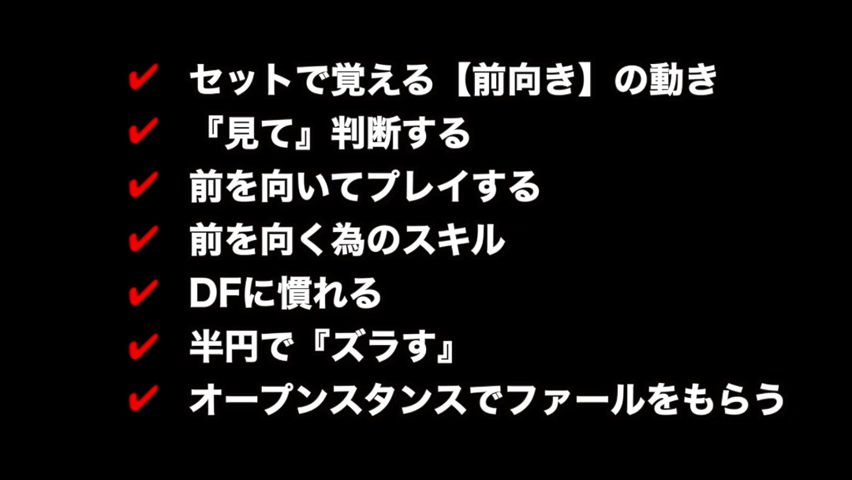 ✔ セットで覚える【前向き】の動き
✔ 『見て』判断する
✔ 前を向いてプレイする
✔ 前を向く為のスキル
✔ DFに慣れる
✔ 半円で『ズラす』
✔ オープンスタンスでファールをもらう